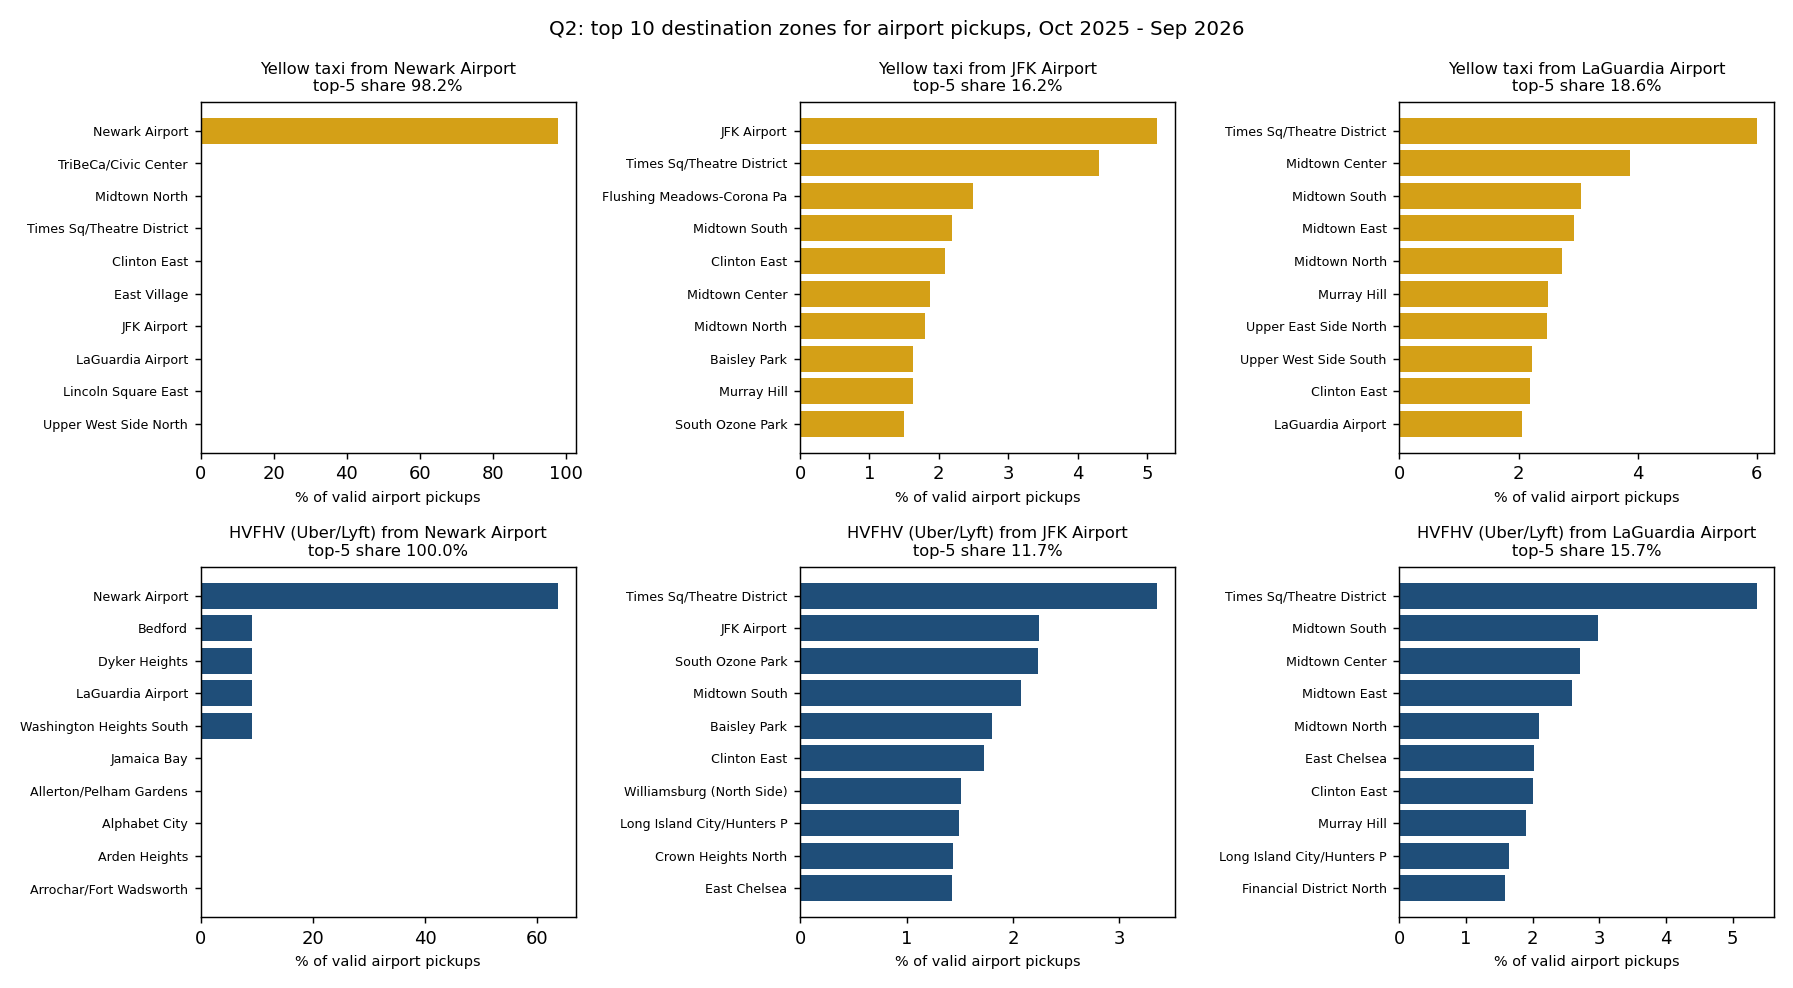 Q2: top 10 destination zones for airport pickups, Oct 2025 - Sep 2026
Yellow taxi from Newark Airport
top-5 share 98.2%
Newark Airport
TriBeCa/Civic Center
Midtown North
Times Sq/Theatre District
Clinton East
East Village
JFK Airport
LaGuardia Airport
Lincoln Square East
Upper West Side North
0 20 40 60 80 100
% of valid airport pickups
Yellow taxi from JFK Airport
top-5 share 16.2%
JFK Airport
Times Sq/Theatre District
Flushing Meadows-Corona Pa
Midtown South
Clinton East
Midtown Center
Midtown North
Baisley Park
Murray Hill
South Ozone Park
0 1 2 3 4 5
% of valid airport pickups
Yellow taxi from LaGuardia Airport
top-5 share 18.6%
Times Sq/Theatre District
Midtown Center
Midtown South
Midtown East
Midtown North
Murray Hill
Upper East Side North
Upper West Side South
Clinton East
LaGuardia Airport
0 2 4 6
% of valid airport pickups
HVFHV (Uber/Lyft) from Newark Airport
top-5 share 100.0%
Newark Airport
Bedford
Dyker Heights
LaGuardia Airport
Washington Heights South
Jamaica Bay
Allerton/Pelham Gardens
Alphabet City
Arden Heights
Arrochar/Fort Wadsworth
0 20 40 60
% of valid airport pickups
HVFHV (Uber/Lyft) from JFK Airport
top-5 share 11.7%
Times Sq/Theatre District
JFK Airport
South Ozone Park
Midtown South
Baisley Park
Clinton East
Williamsburg (North Side)
Long Island City/Hunters P
Crown Heights North
East Chelsea
0 1 2 3
% of valid airport pickups
HVFHV (Uber/Lyft) from LaGuardia Airport
top-5 share 15.7%
Times Sq/Theatre District
Midtown South
Midtown Center
Midtown East
Midtown North
East Chelsea
Clinton East
Murray Hill
Long Island City/Hunters P
Financial District North
0 1 2 3 4 5
% of valid airport pickups